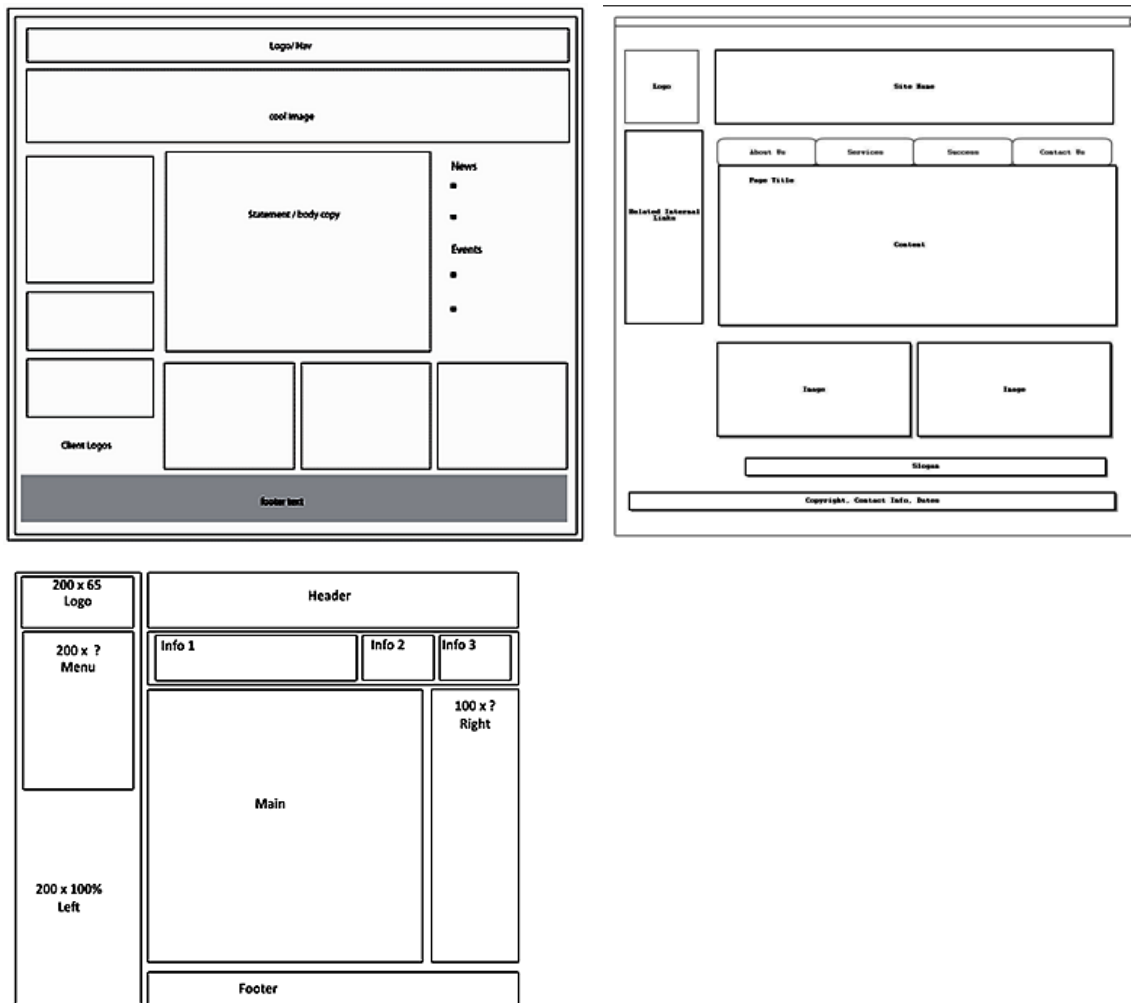 Logo/ Nav
cool image
Statement / body copy
News
Events
Client Logos
footer text
Logo
Site Name
About Us
Services
Success
Contact Us
Page Title
Related Internal
Links
Content
Image
Image
Slogan
Copyright, Contact Info, Dates
200 x 65
Logo
Header
200 x ?
Menu
Info 1
Info 2
Info 3
100 x ?
Right
Main
200 x 100%
Left
Footer